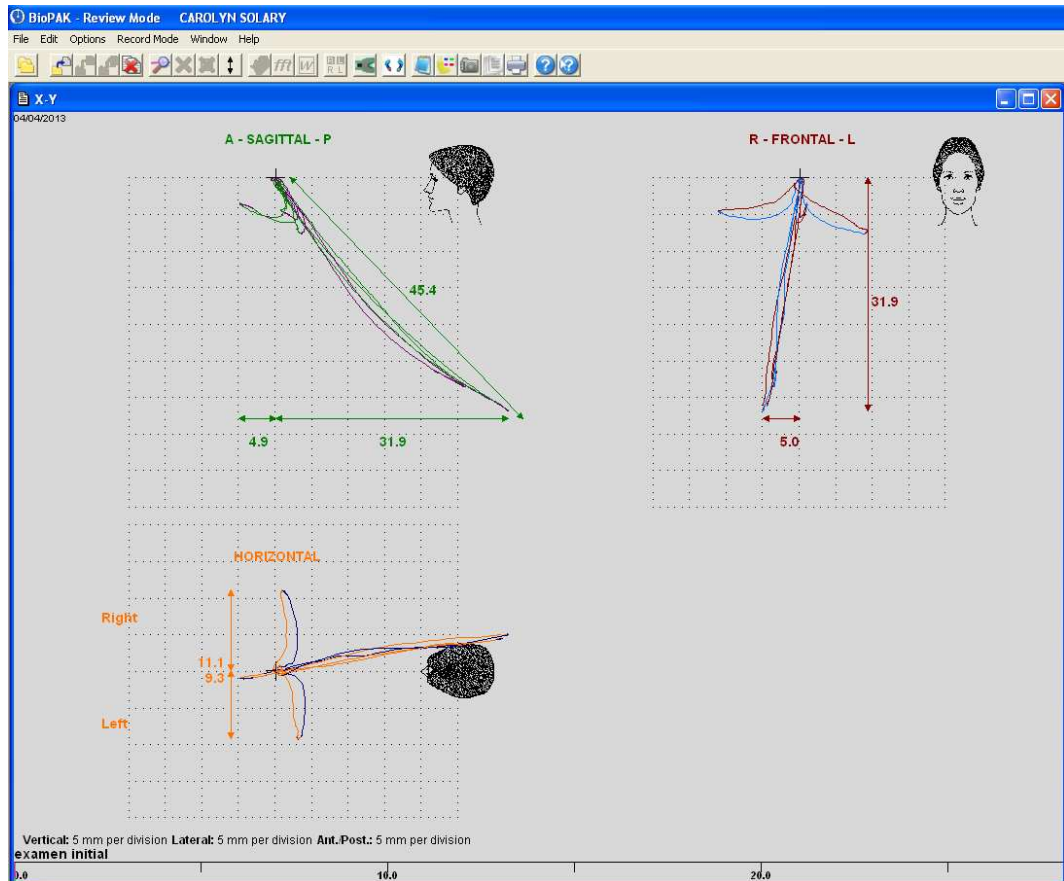 BioPAK - Review Mode CAROLYN SOLARY
File Edit Options Record Mode Window Help
fft W R L
X-Y
04/04/2013
A - SAGITTAL - P
R - FRONTAL - L
45.4
31.9
4.9 31.9
5.0
HORIZONTAL
Right
11.1
9.3
Left
Vertical: 5 mm per division Lateral: 5 mm per division Ant./Post.: 5 mm per division
examen initial
0.0 10.0 20.0